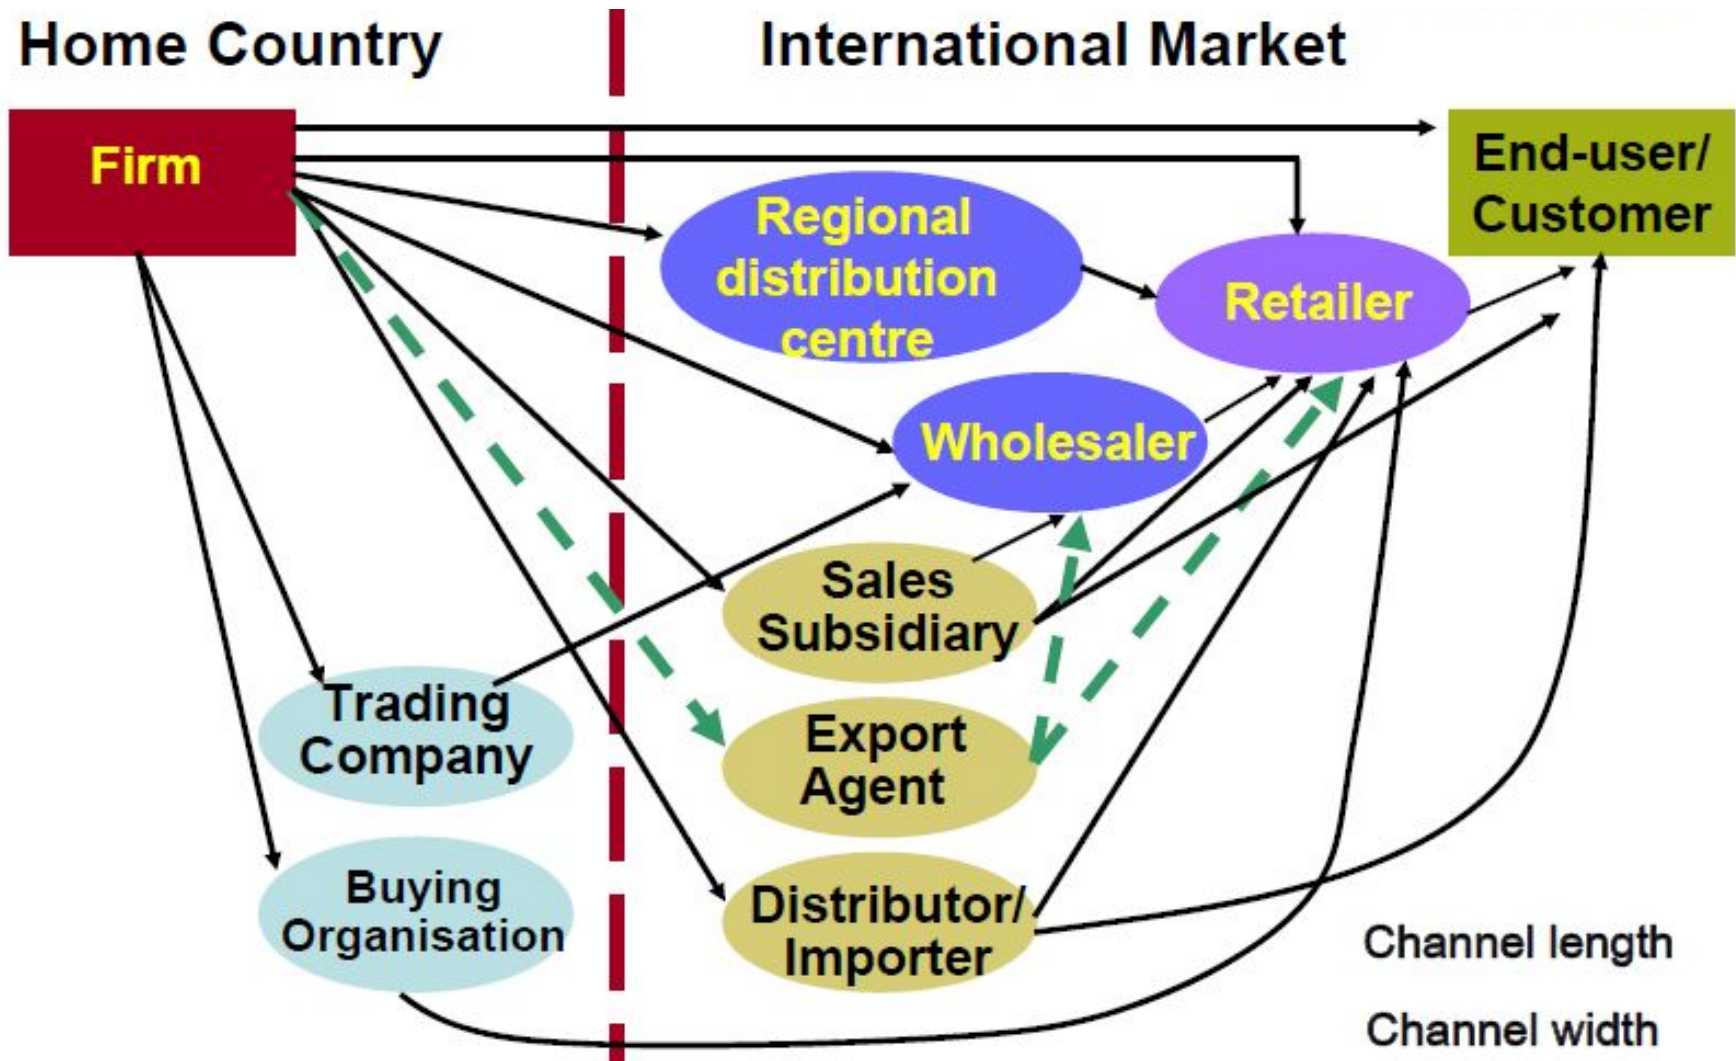 Home Country
International Market
Firm
End-user/
Customer
Regional
distribution
centre
Retailer
Wholesaler
Sales
Subsidiary
Trading
Company
Export
Agent
Buying
Organisation
Distributor/
Importer
Channel length
Channel width